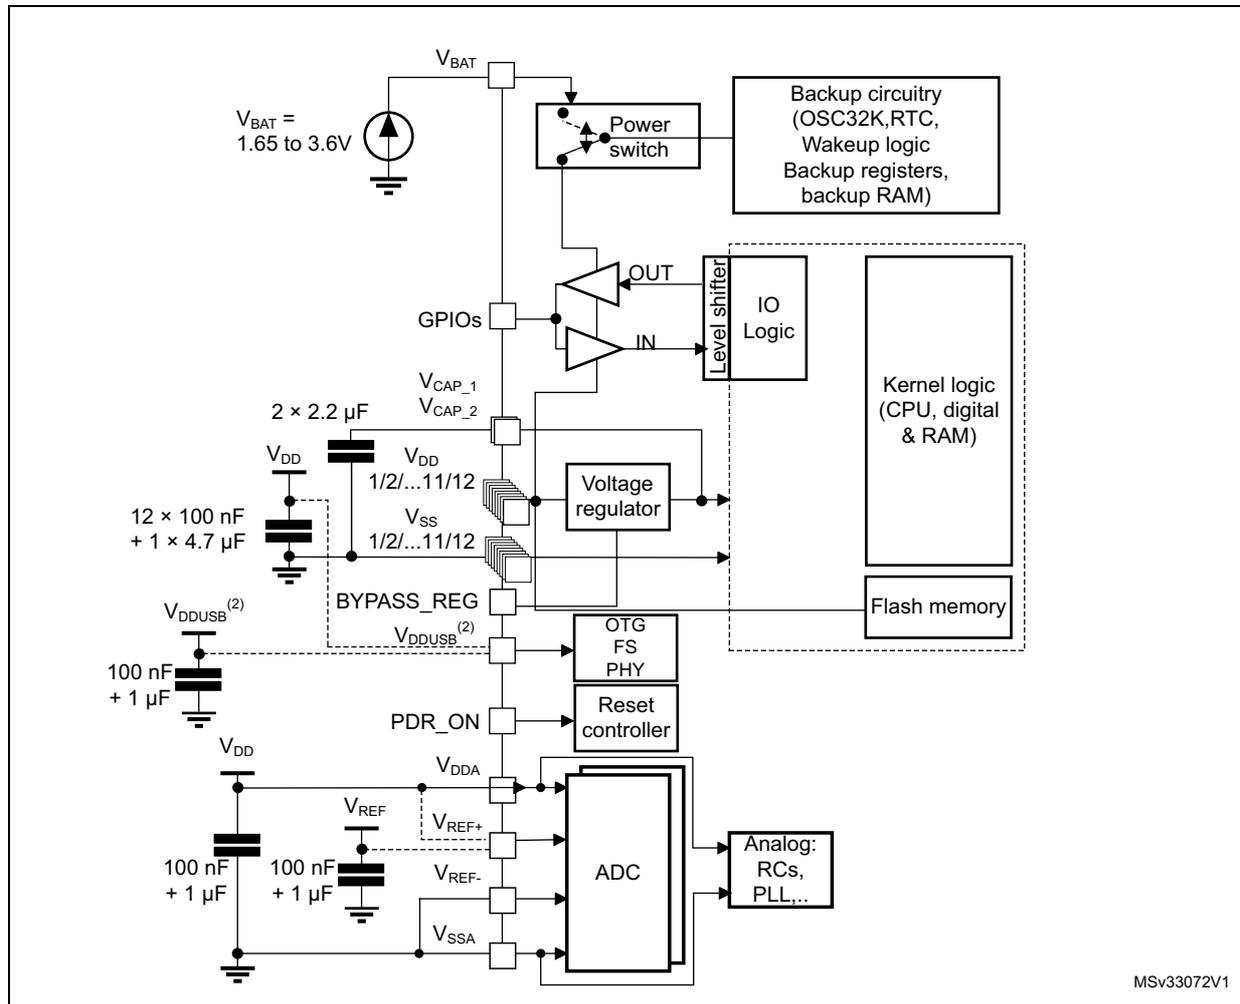 V_BAT
V_BAT =
1.65 to 3.6V
Power
switch
Backup circuitry
(OSC32K,RTC,
Wakeup logic
Backup registers,
backup RAM)
GPIOs
OUT
IN
Level shifter
IO
Logic
Kernel logic
(CPU, digital
& RAM)
V_CAP_1
V_CAP_2
2 × 2.2 µF
V_DD
12 × 100 nF
+ 1 × 4.7 µF
V_DD
1/2/...11/12
V_SS
1/2/...11/12
Voltage
regulator
BYPASS_REG
Flash memory
V_DDUSB(2)
100 nF
+ 1 µF
V_DDUSB(2)
OTG
FS
PHY
PDR_ON
Reset
controller
V_DD
100 nF
+ 1 µF
V_REF
100 nF
+ 1 µF
V_DDA
V_REF+
V_REF-
V_SSA
ADC
Analog:
RCs,
PLL,..
MSv33072V1